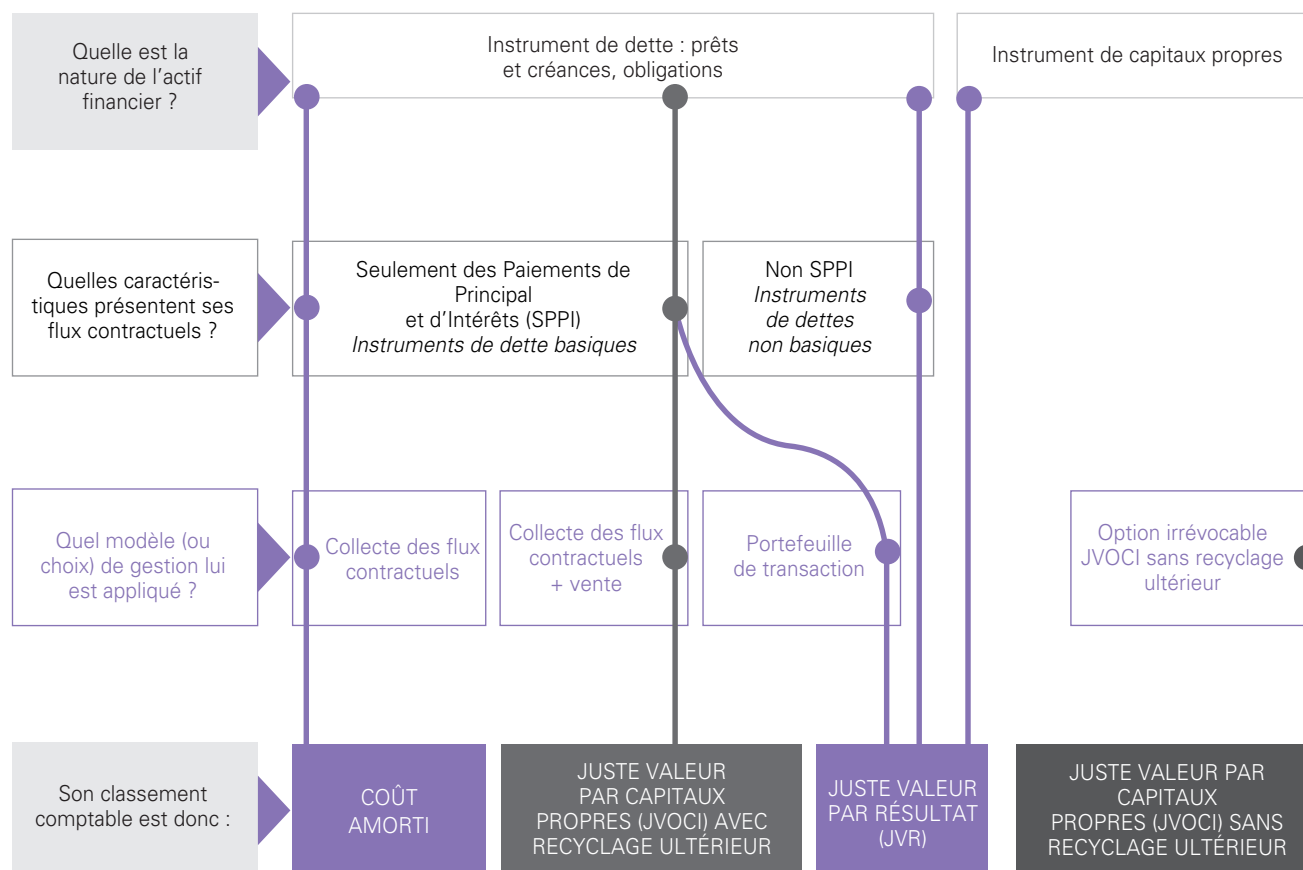 Quelle est la
nature de l’actif
financier ?
Instrument de dette : prêts
et créances, obligations
Instrument de capitaux propres
Quelles caractéris-
tiques présentent ses
flux contractuels ?
Seulement des Paiements de
Principal
et d’Intérêts (SPPI)
Instruments de dette basiques
Non SPPI
Instruments
de dettes
non basiques
Quel modèle (ou
choix) de gestion lui
est appliqué ?
Collecte des flux
contractuels
Collecte des flux
contractuels
+ vente
Portefeuille
de transaction
Option irrévocable
JVOCI sans recyclage
ultérieur
Son classement
comptable est donc :
COÛT
AMORTI
JUSTE VALEUR
PAR CAPITAUX
PROPRES (JVOCI) AVEC
RECYCLAGE ULTÉRIEUR
JUSTE VALEUR
PAR RÉSULTAT
(JVR)
JUSTE VALEUR PAR
CAPITAUX
PROPRES (JVOCI) SANS
RECYCLAGE ULTÉRIEUR